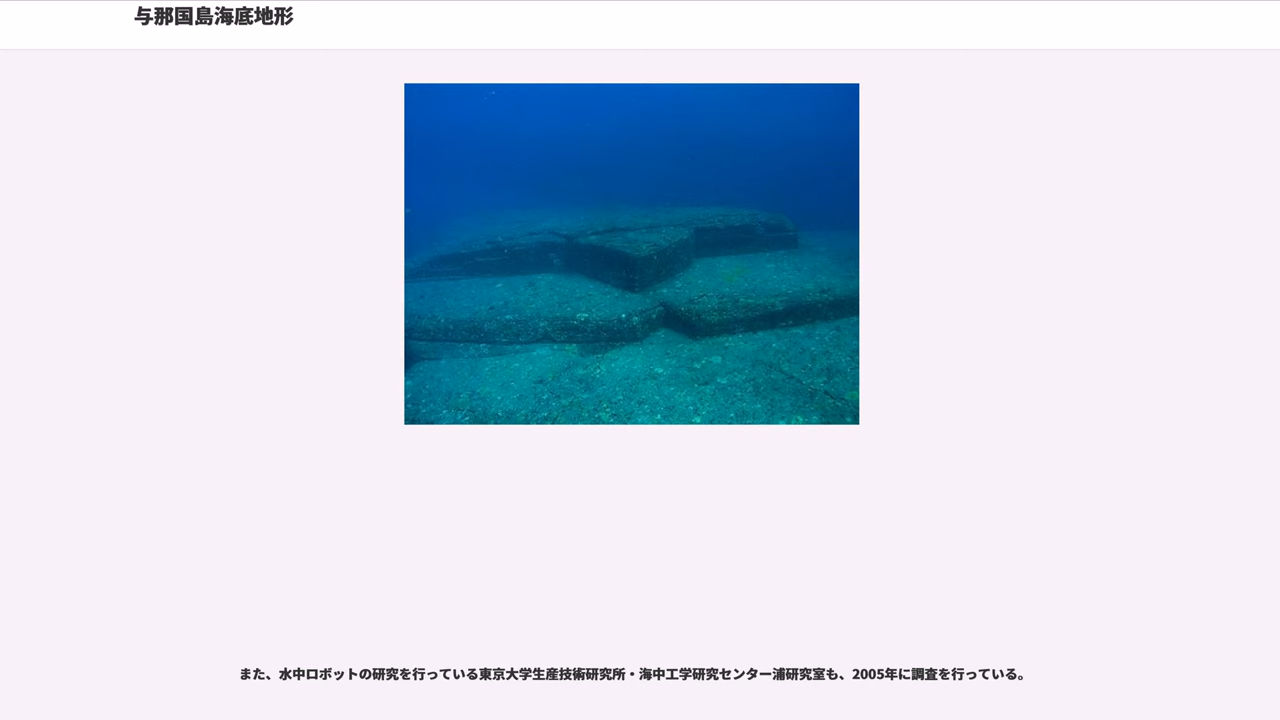 与那国島海底地形
また、水中ロボットの研究を行っている東京大学生産技術研究所・海中工学研究センター浦研究室も、2005年に調査を行っている。